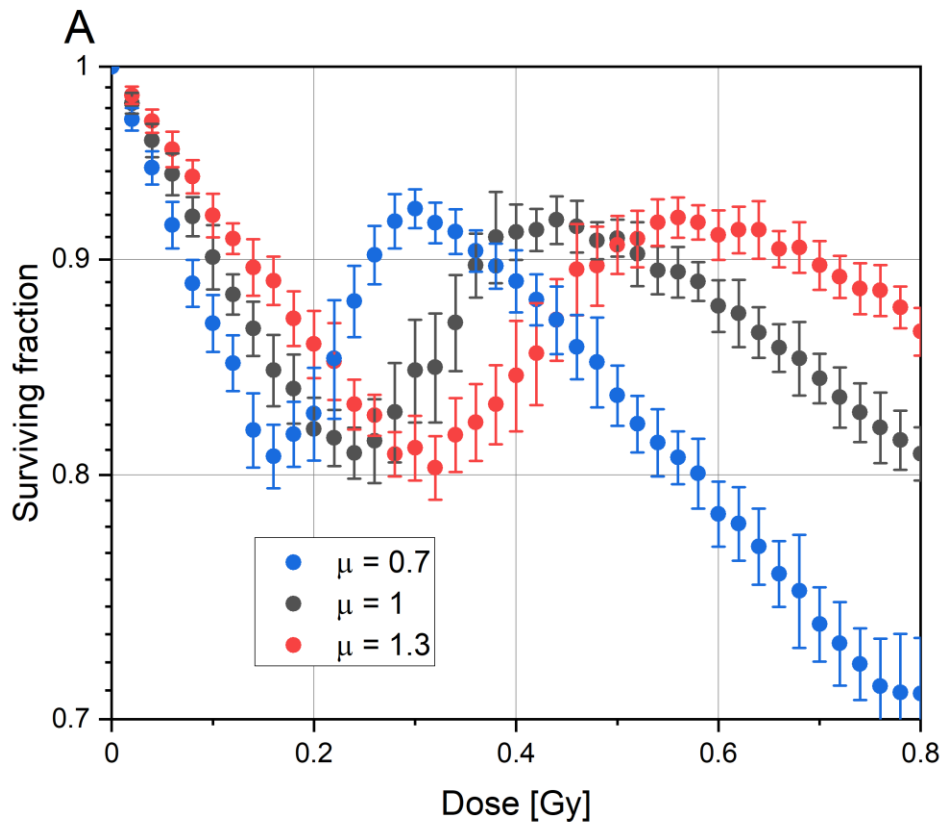 A
1
0.9
0.8
0.7
Surviving fraction
μ = 0.7
μ = 1
μ = 1.3
0
0.2
0.4
0.6
0.8
Dose [Gy]